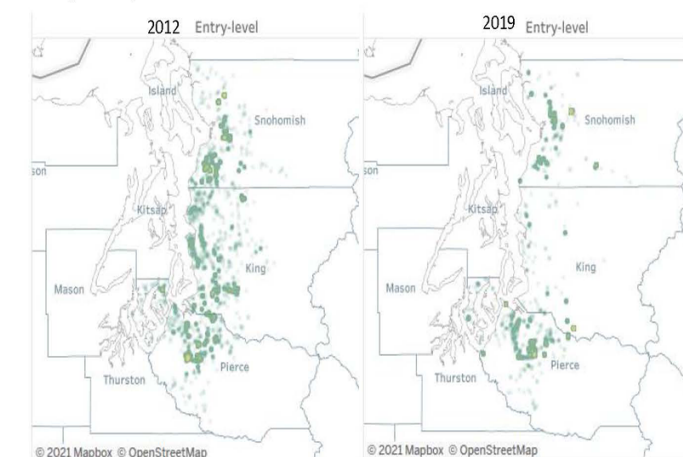 2012 Entry-level
Island
Snohomish
son
Kitsap
King
Mason
Pierce
Thurston
© 2021 Mapbox © OpenStreetMap
2019 Entry-level
Island
Snohomish
son
Kitsap
King
Mason
Pierce
Thurston
© 2021 Mapbox © OpenStreetMap